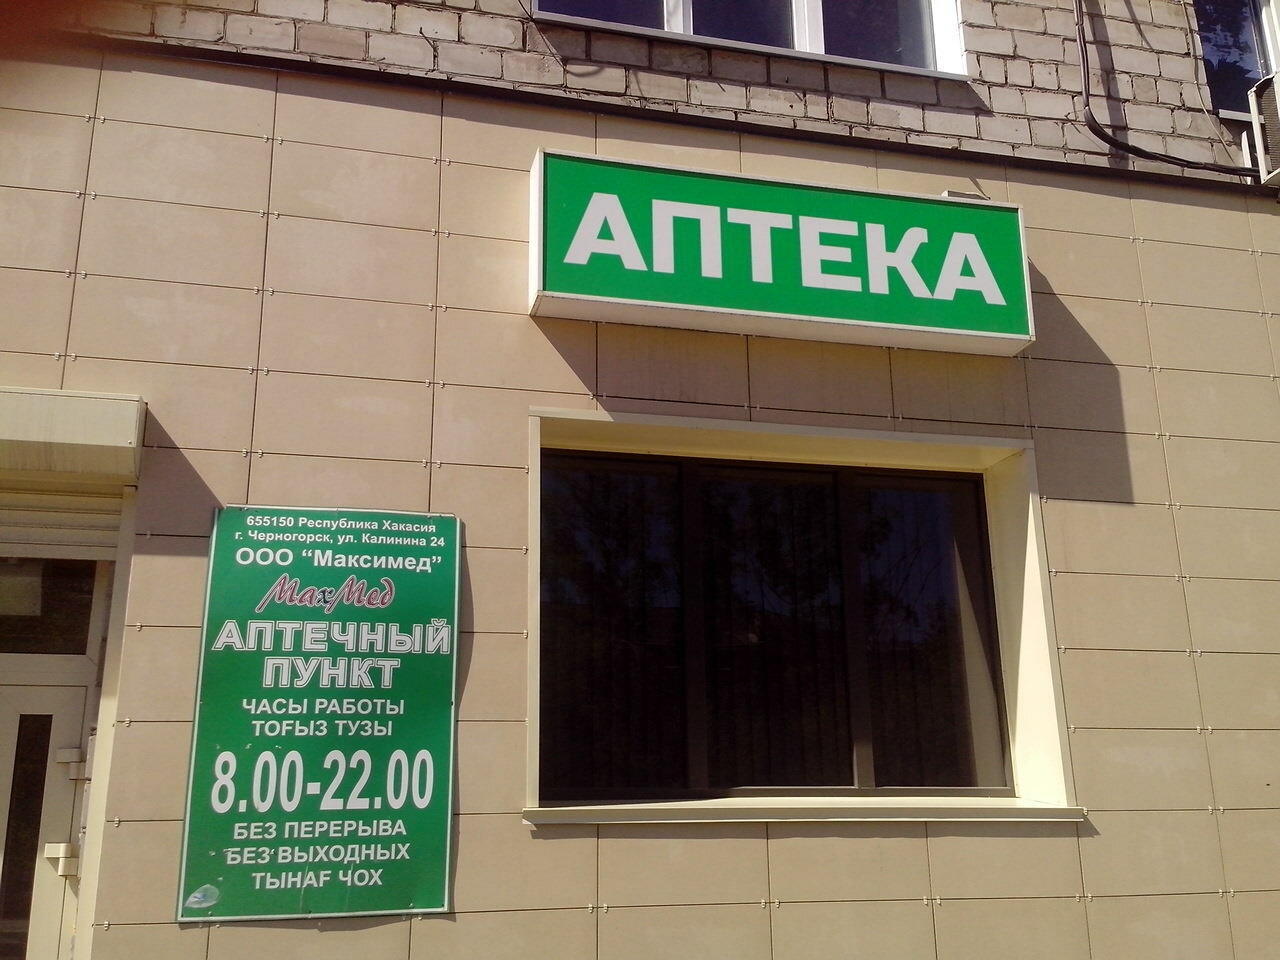 АПТЕКА
655150 Республика Хакасия
г. Черногорск, ул. Калинина 24
ООО “Максимед”
MaxMed
АПТЕЧНЫЙ
ПУНКТ
ЧАСЫ РАБОТЫ
ТОҒЫЗ ТУЗЫ
8.00-22.00
БЕЗ ПЕРЕРЫВА
БЕЗ ВЫХОДНЫХ
ТЫНАҒ ЧОХ